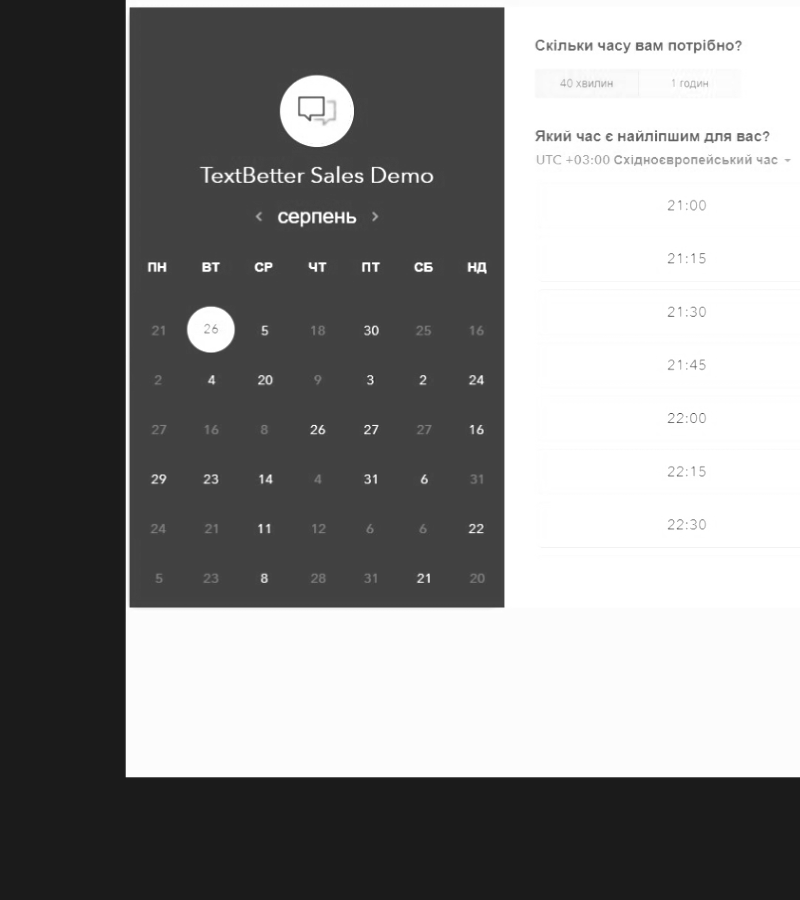 TextBetter Sales Demo
< серпень >
ПН ВТ СР ЧТ ПТ СБ НД
21 26 5 18 30 25 16
2 4 20 9 3 2 24
27 16 8 26 27 27 16
29 23 14 4 31 6 31
24 21 11 12 6 6 22
5 23 8 28 31 21 20
Скільки часу вам потрібно?
40 хвилин 1 годин
Який час є найліпшим для вас?
UTC +03:00 Східноєвропейський час
21:00
21:15
21:30
21:45
22:00
22:15
22:30